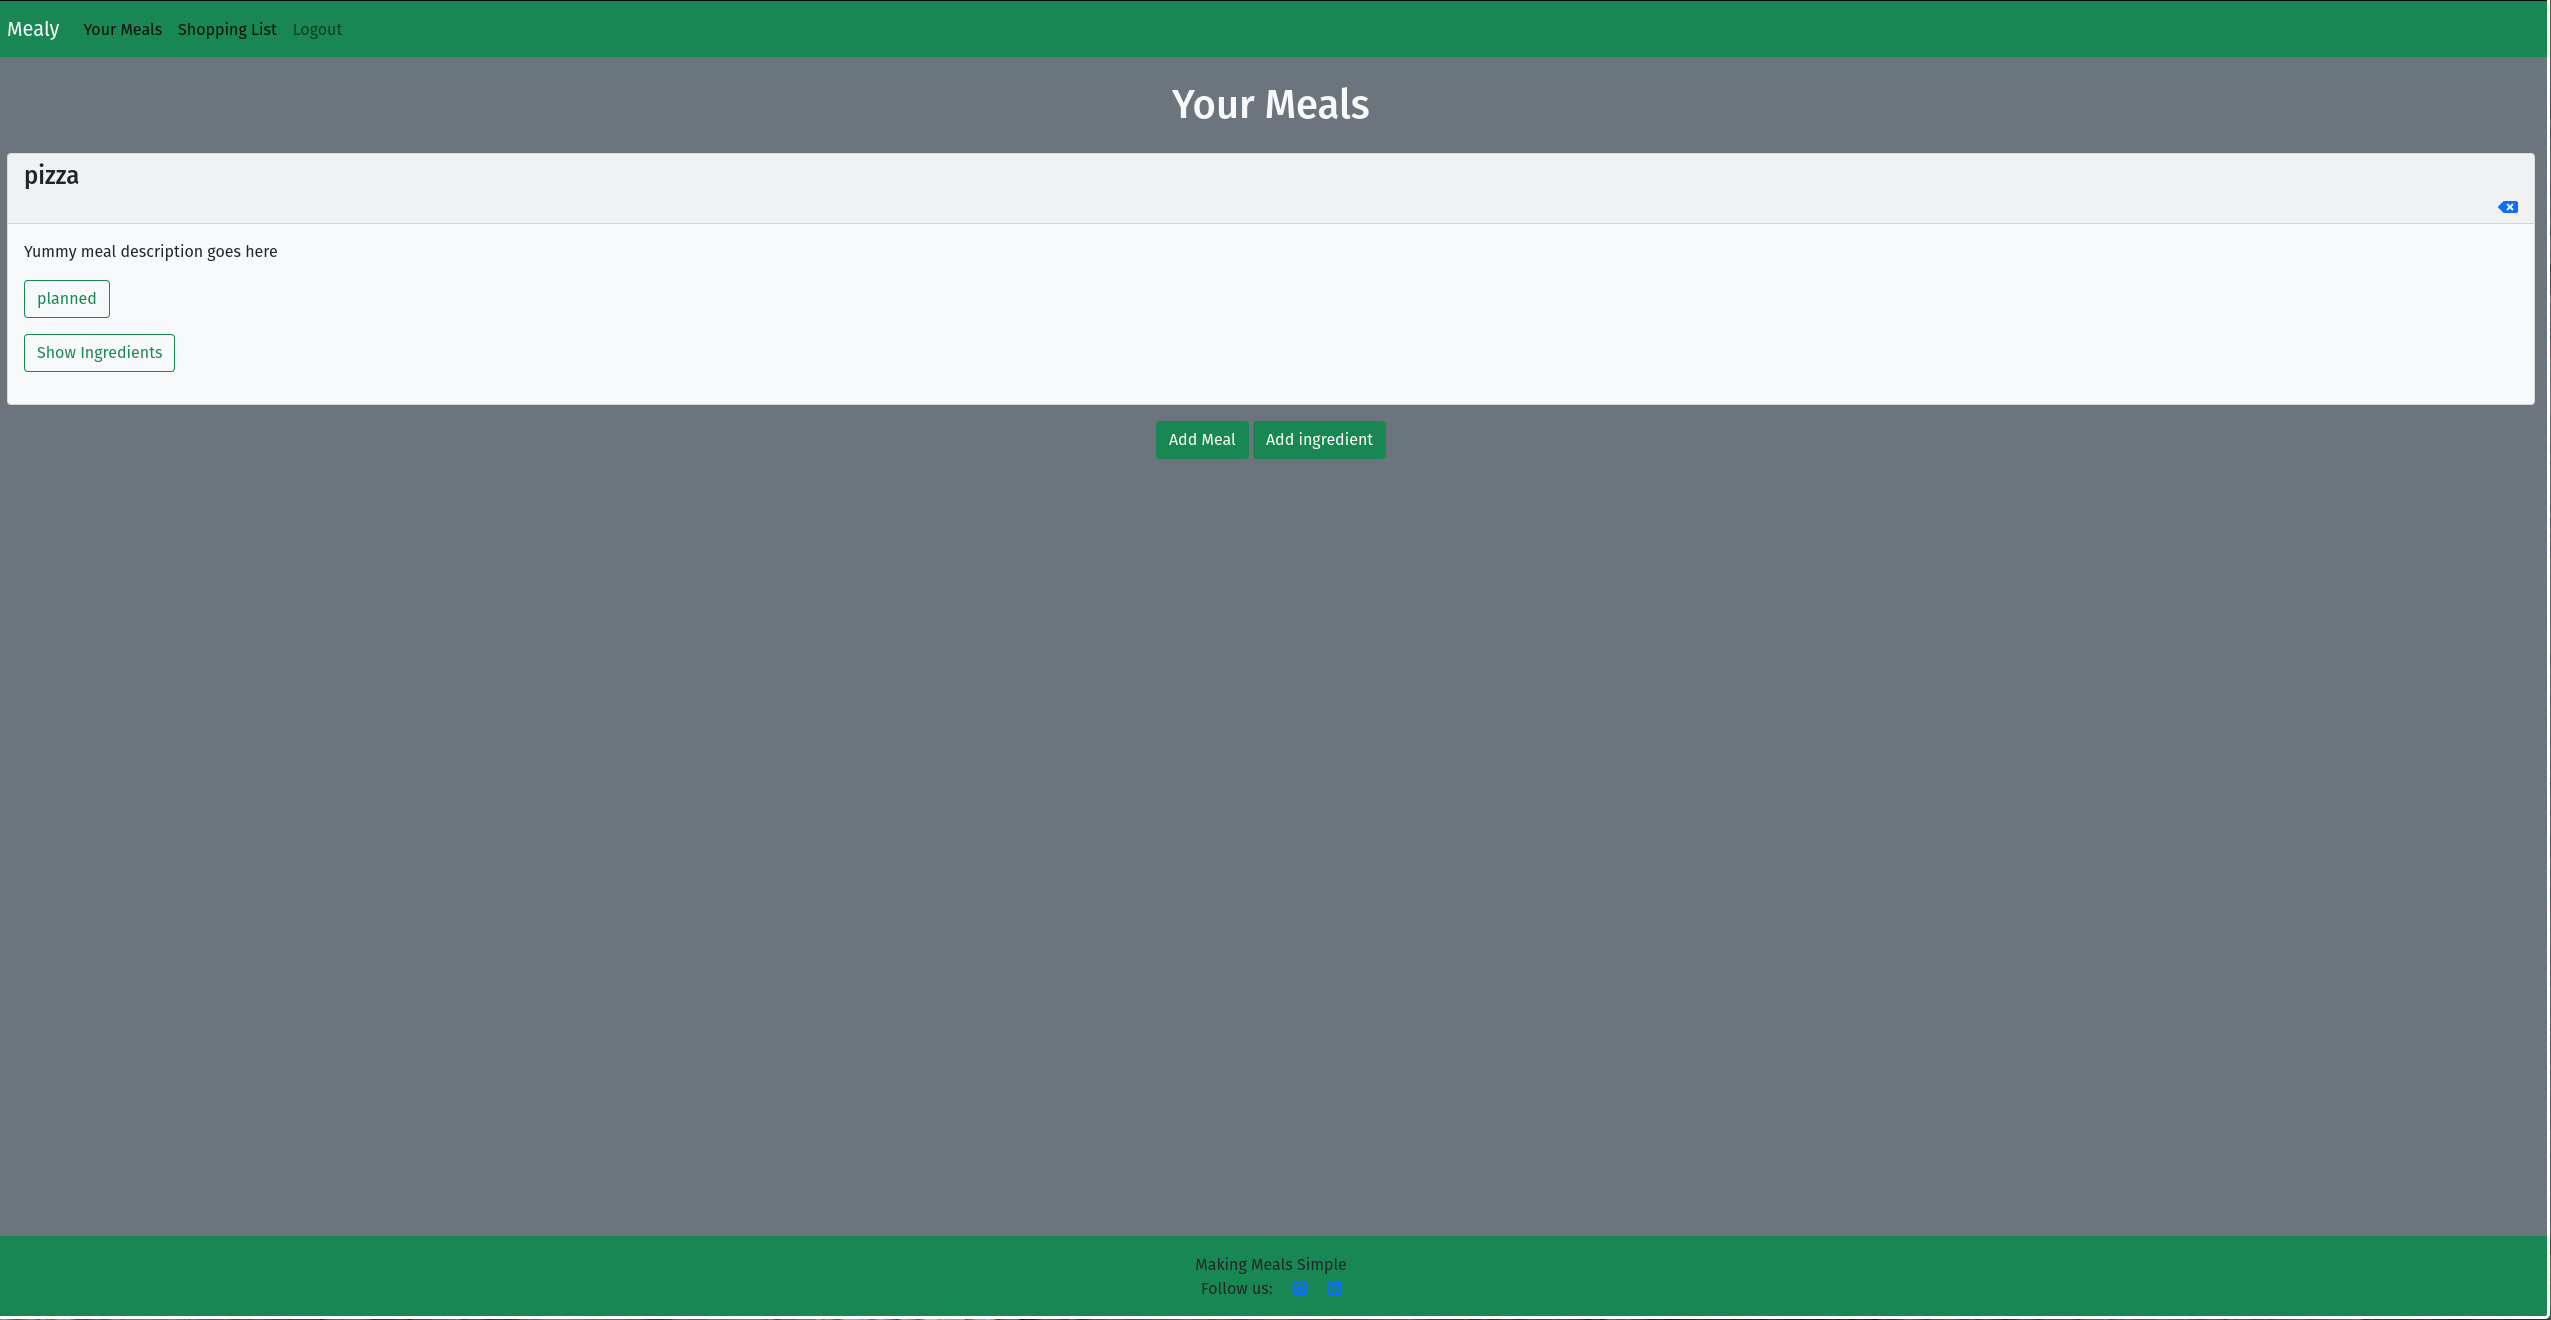 Mealy Your Meals Shopping List Logout
Your Meals
pizza
Yummy meal description goes here
planned
Show Ingredients
Add Meal Add ingredient
Making Meals Simple
Follow us: